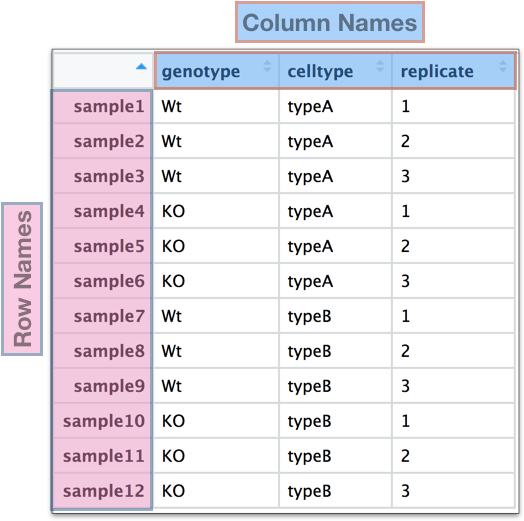 Column Names
genotype celltype replicate
Row Names
sample1 Wt typeA 1
sample2 Wt typeA 2
sample3 Wt typeA 3
sample4 KO typeA 1
sample5 KO typeA 2
sample6 KO typeA 3
sample7 Wt typeB 1
sample8 Wt typeB 2
sample9 Wt typeB 3
sample10 KO typeB 1
sample11 KO typeB 2
sample12 KO typeB 3